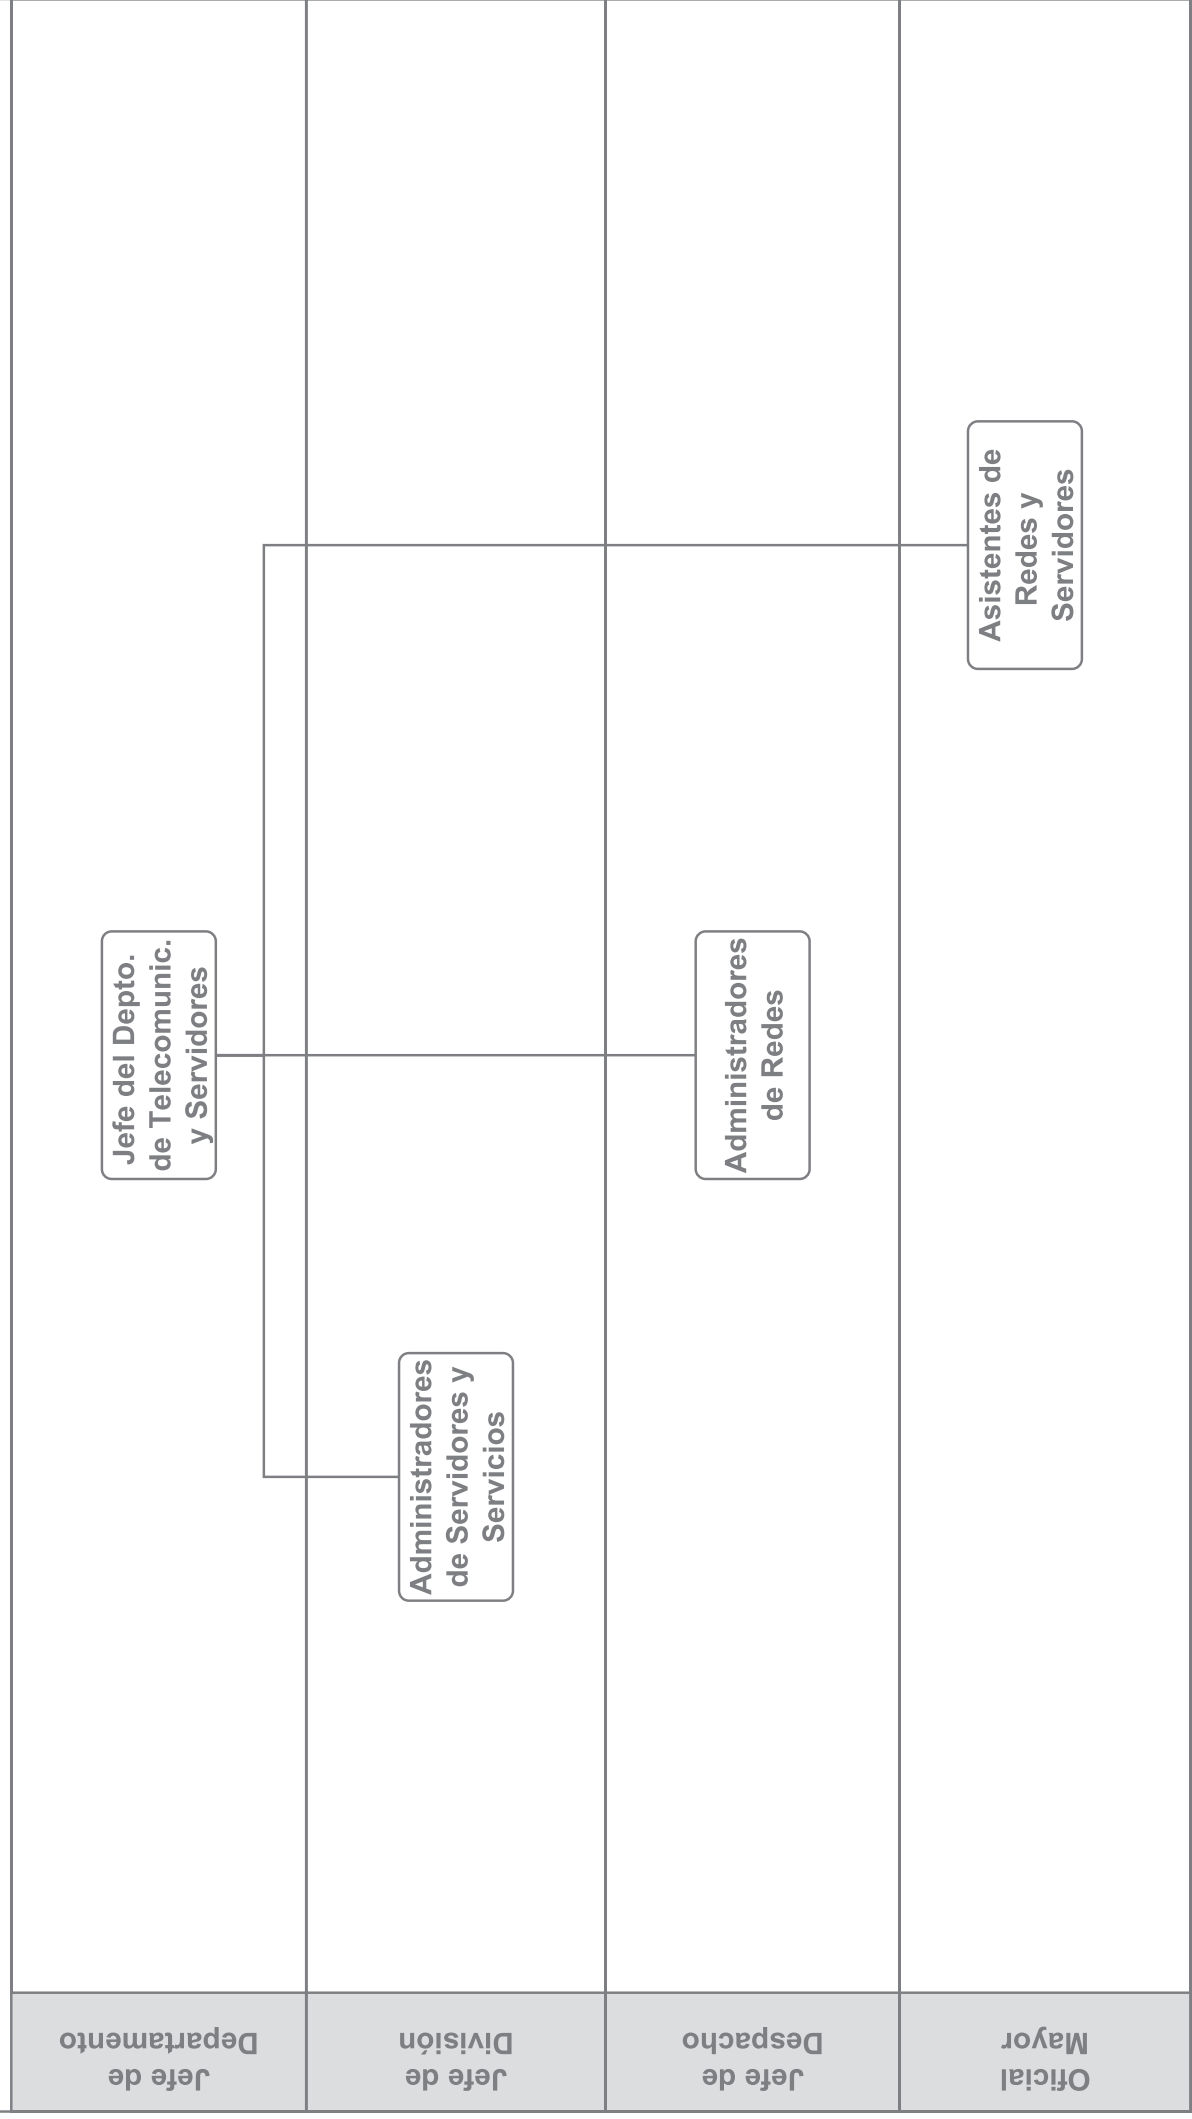 Jefe de
Departamento
Jefe del Depto.
de Telecomunic.
y Servidores
Jefe de
División
Administradores
de Servidores y
Servicios
Jefe de
Despacho
Administradores
de Redes
Oficial
Mayor
Asistentes de
Redes y
Servidores